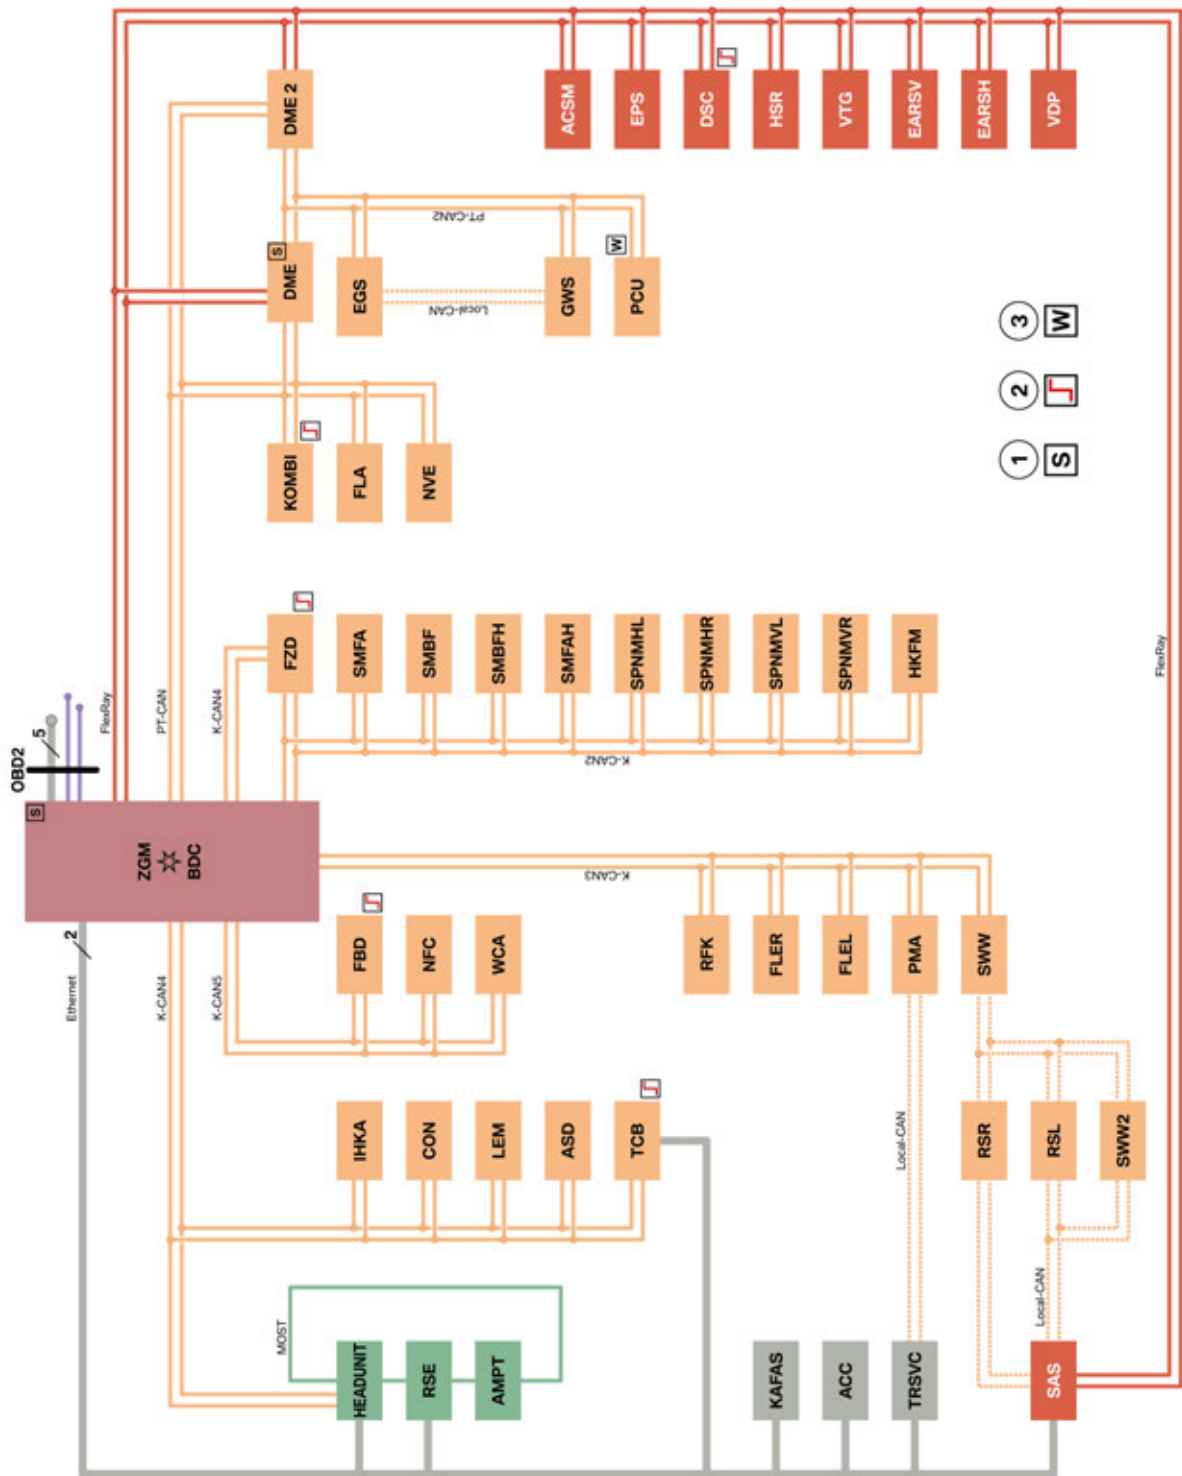 OBD2
5
2
S
ZGM
BDC
Ethernet
K-CAN4
K-CAN5
FlexRay
PT-CAN
K-CAN4
K-CAN2
K-CAN3
MOST
HEADUNIT
RSE
AMPT
KAFAS
ACC
TRSVC
SAS
IHKA
CON
LEM
ASD
TCB
Local-CAN
RSR
RSL
SWW2
Local-CAN
FBD
NFC
WCA
RFK
FLER
FLEL
PMA
SWW
FZD
SMFA
SMBF
SMBFH
SMFAH
SPNMHL
SPNMHR
SPNMVL
SPNMVR
HKFM
KOMBI
FLA
NVE
DME
S
EGS
GWS
PCU
W
Local-CAN
PT-CAN2
DME 2
ACSM
EPS
DSC
HSR
VTG
EARSV
EARSH
VDP
FlexRay
1
S
2
3
W